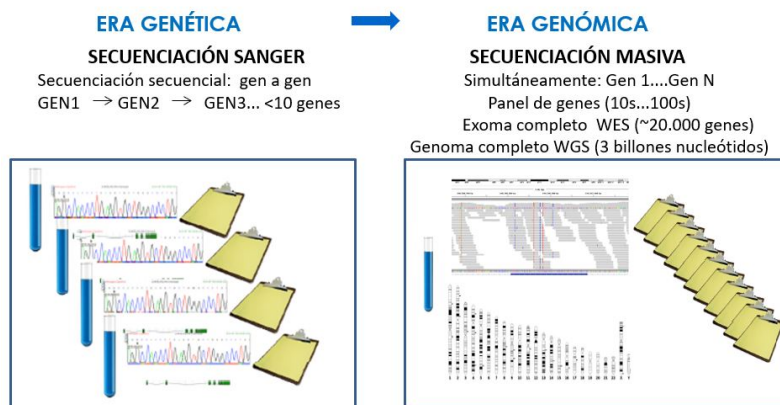 ERA GENÉTICA
SECUENCIACIÓN SANGER
Secuenciación secuencial: gen a gen
GEN1 → GEN2 → GEN3... <10 genes
ERA GENÓMICA
SECUENCIACIÓN MASIVA
Simultáneamente: Gen 1....Gen N
Panel de genes (10s...100s)
Exoma completo WES (~20.000 genes)
Genoma completo WGS (3 billones nucleótidos)